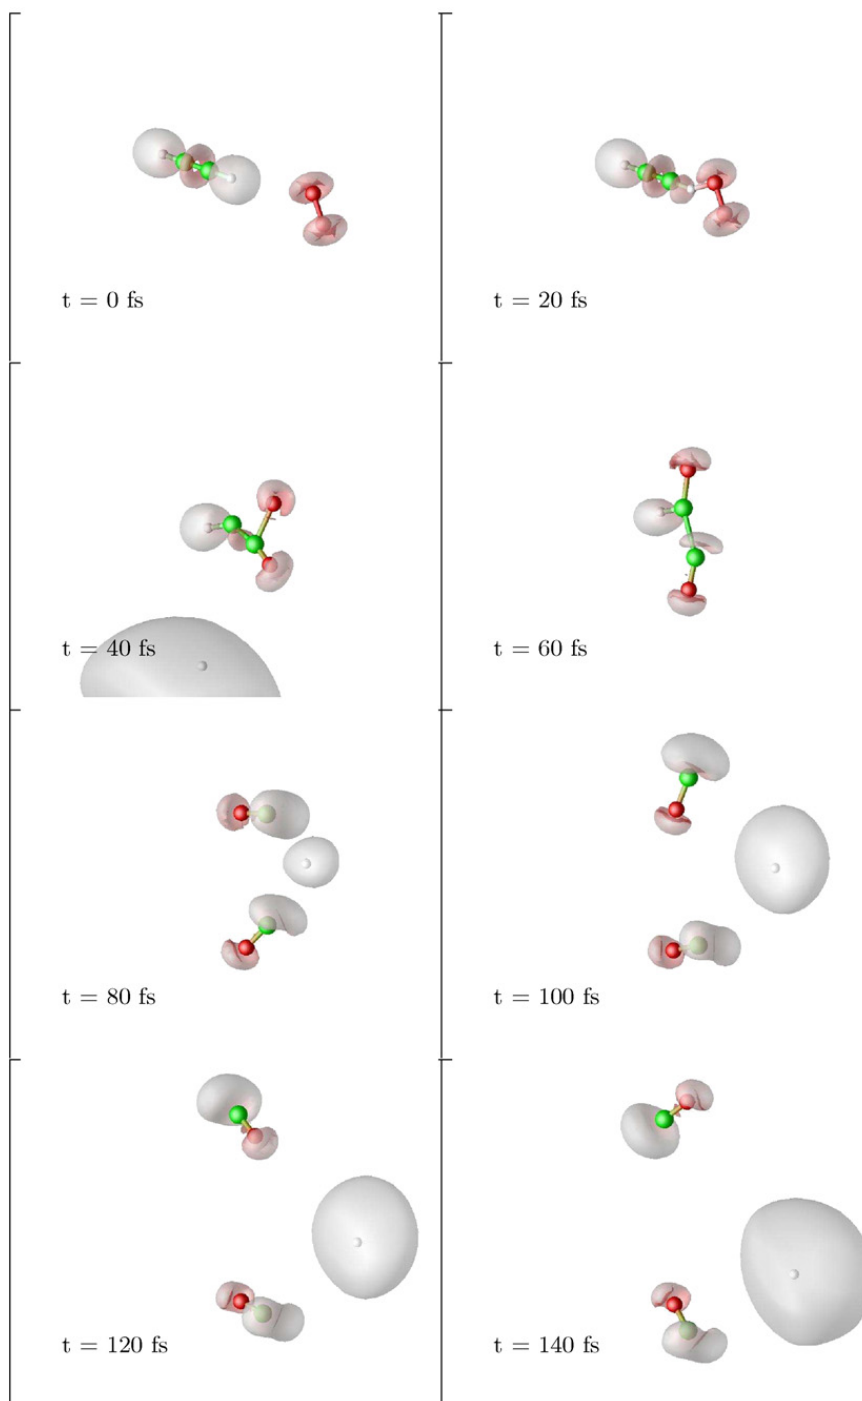 t = 0 fs
t = 20 fs
t = 40 fs
t = 60 fs
t = 80 fs
t = 100 fs
t = 120 fs
t = 140 fs